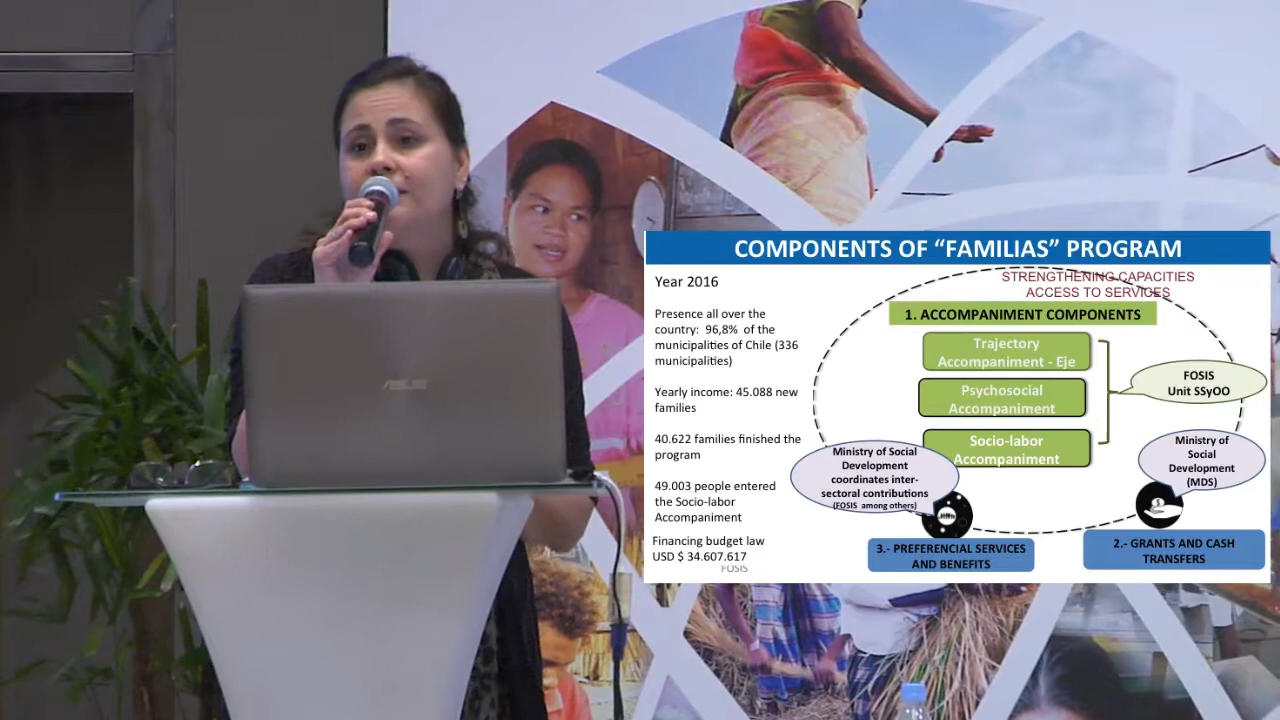 COMPONENTS OF “FAMILIAS” PROGRAM
Year 2016
Presence all over the
country: 96,8% of the
municipalities of Chile (336
municipalities)
Yearly income: 45.088 new
families
40.622 families finished the
program
49.003 people entered
the Socio-labor
Accompaniment
Financing budget law
USD $ 34.607.617
FOSIS
STRENGTHENING CAPACITIES
ACCESS TO SERVICES
1. ACCOMPANIMENT COMPONENTS
Trajectory
Accompaniment - Eje
Psychosocial
Accompaniment
Socio-labor
Accompaniment
FOSIS
Unit SSyOO
Ministry of Social
Development
coordinates inter-
sectoral contributions
(FOSIS among others)
Ministry of
Social
Development
(MDS)
3.- PREFERENCIAL SERVICES
AND BENEFITS
2.- GRANTS AND CASH
TRANSFERS
ASUS